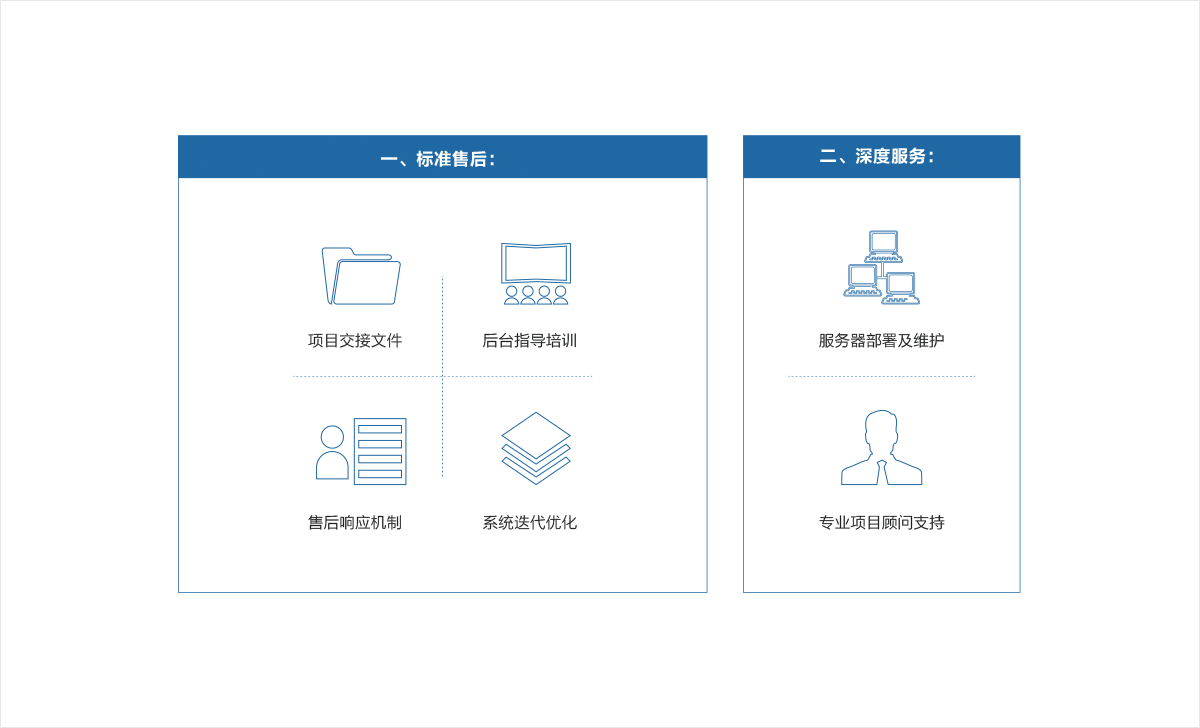 一、标准售后：
项目交接文件
后台指导培训
售后响应机制
系统迭代优化
二、深度服务：
服务器部署及维护
专业项目顾问支持